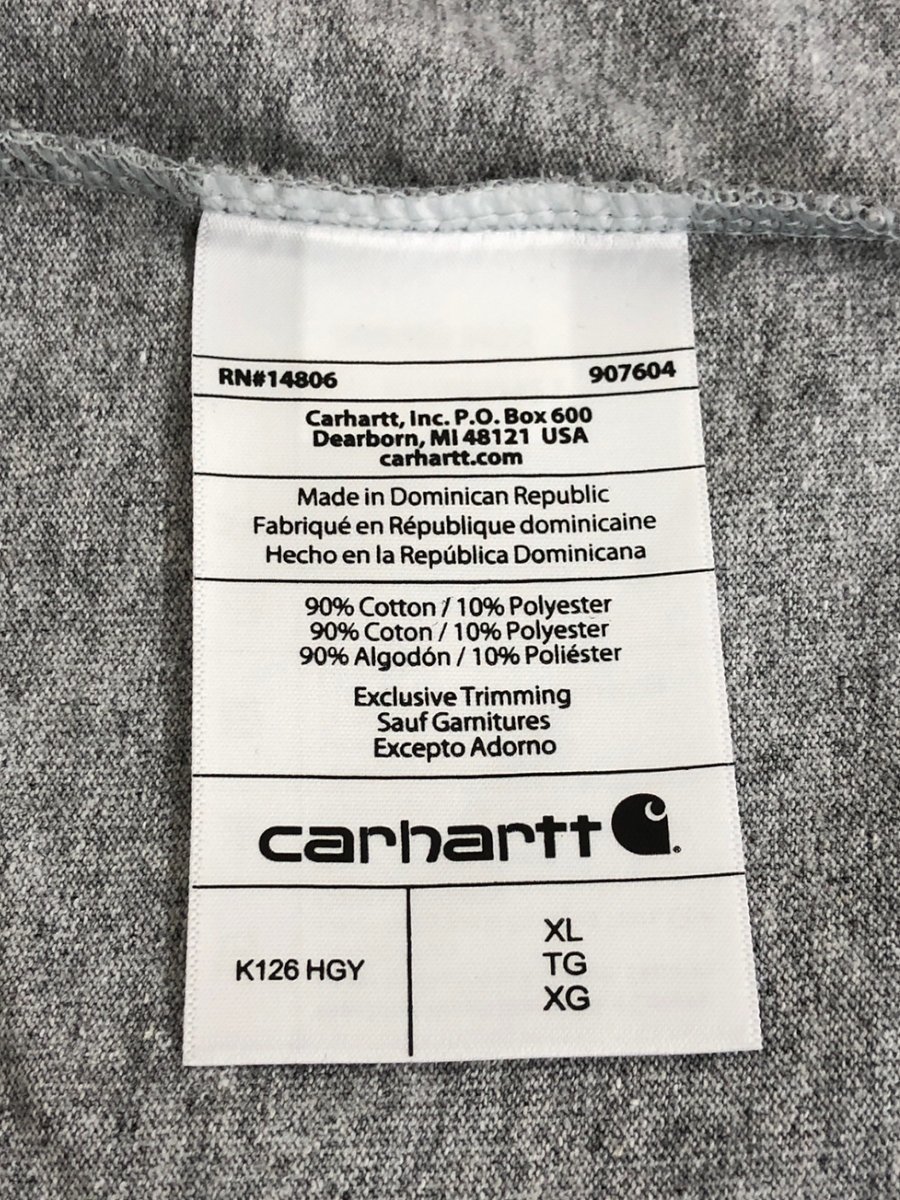 RN#14806 907604
Carhartt, Inc. P.O. Box 600
Dearborn, MI 48121 USA
carhartt.com
Made in Dominican Republic
Fabriqué en République dominicaine
Hecho en la República Dominicana
90% Cotton / 10% Polyester
90% Coton / 10% Polyester
90% Algodón / 10% Poliéster
Exclusive Trimming
Sauf Garnitures
Excepto Adorno
carhartt
K126 HGY
XL
TG
XG